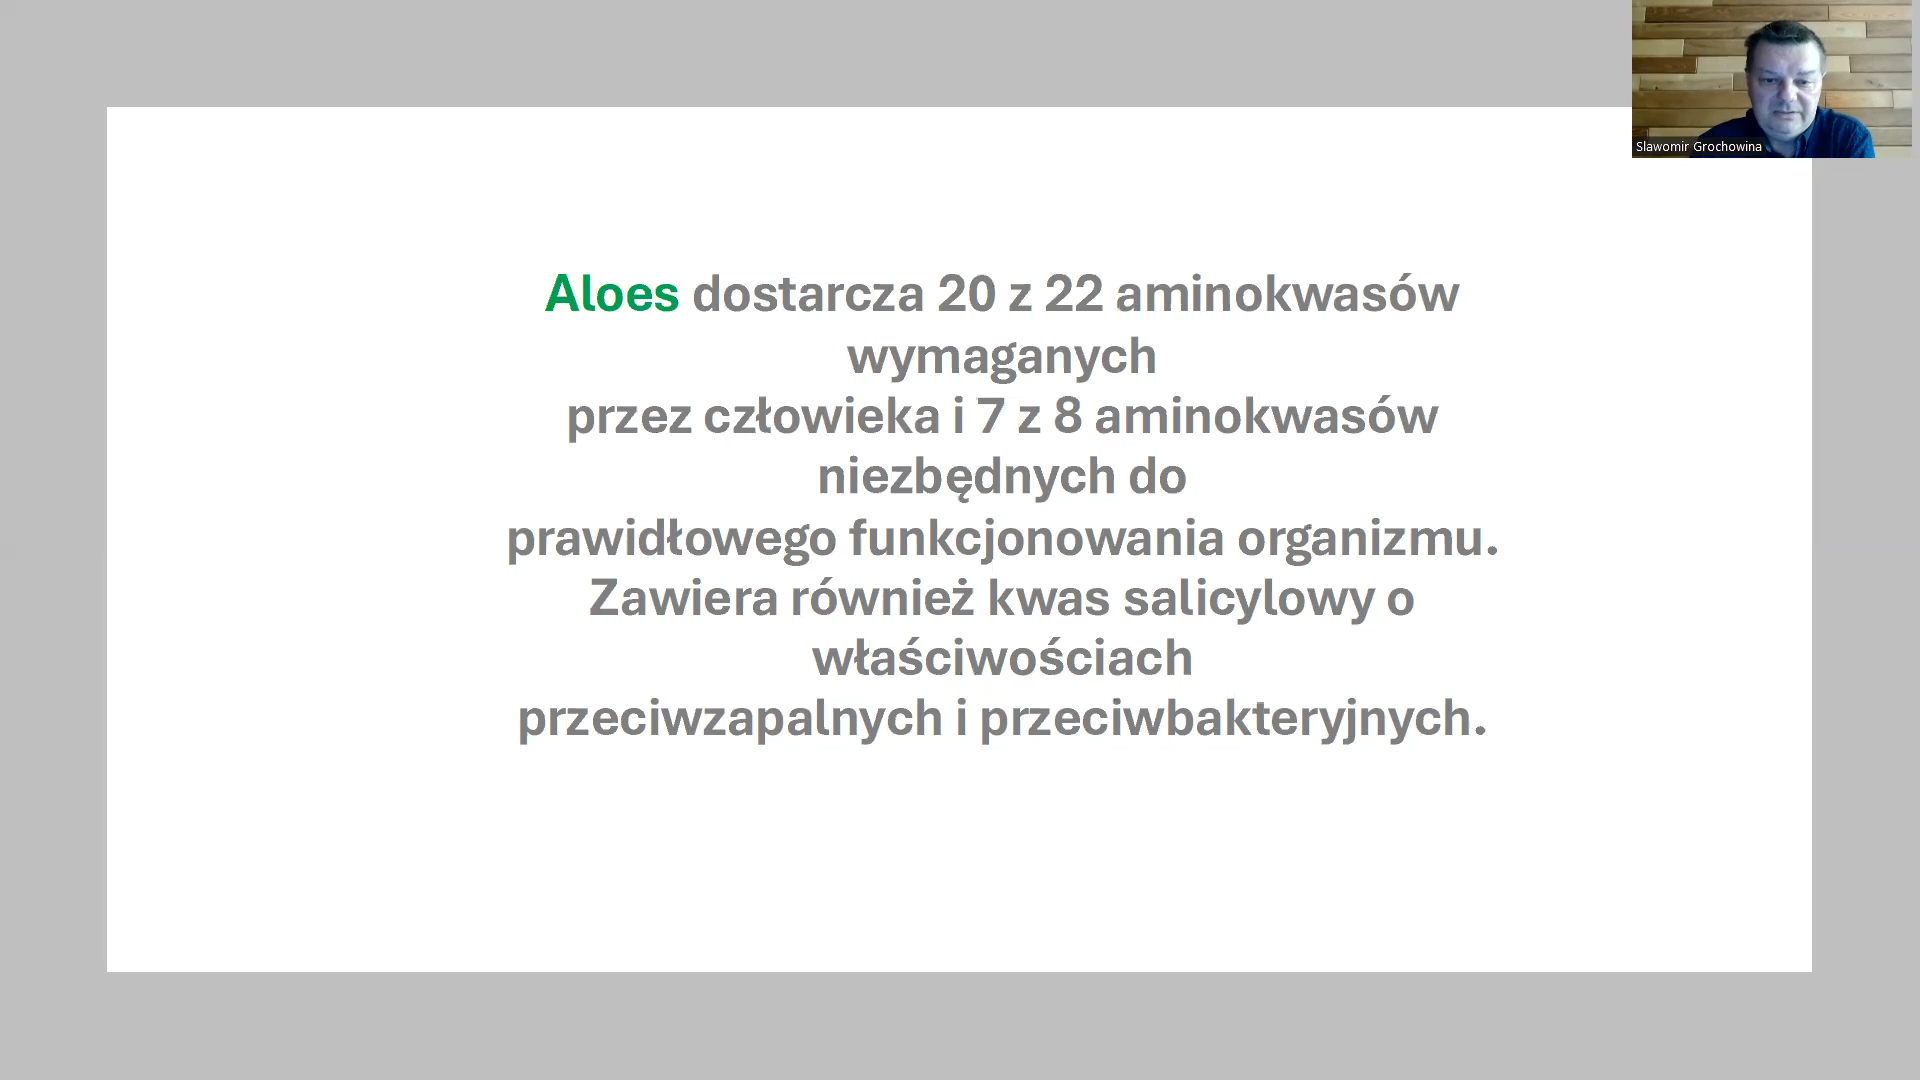 Slawomir Grochowina
Aloes dostarcza 20 z 22 aminokwasów
wymaganych
przez człowieka i 7 z 8 aminokwasów
niezbędnych do
prawidłowego funkcjonowania organizmu.
Zawiera również kwas salicylowy o
właściwościach
przeciwzapalnych i przeciwbakteryjnych.